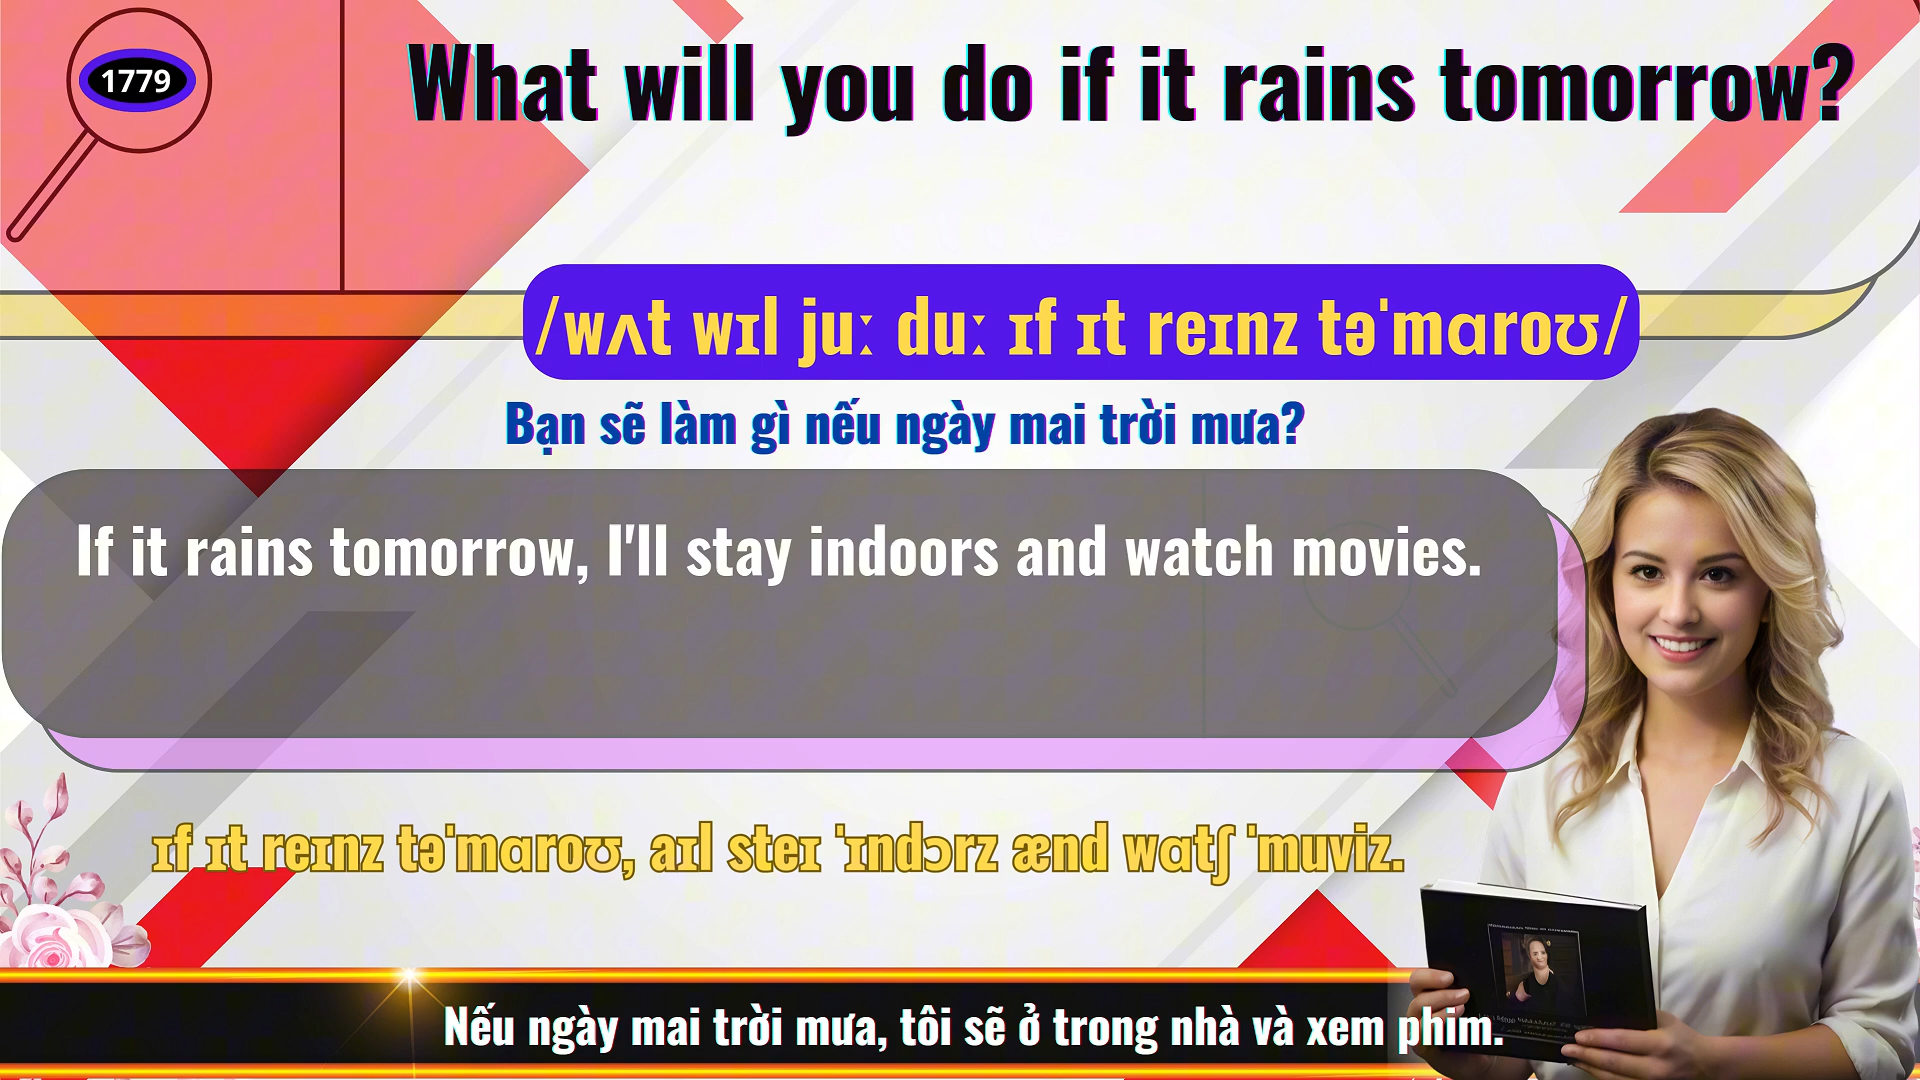 1779
What will you do if it rains tomorrow?
/wʌt wɪl juː duː ɪf ɪt reɪnz təˈmɑroʊ/
Bạn sẽ làm gì nếu ngày mai trời mưa?
If it rains tomorrow, I'll stay indoors and watch movies.
ɪf ɪt reɪnz təˈmɑroʊ, aɪl steɪ ˈɪndɔrz ænd wɑtʃ ˈmuviz.
Nếu ngày mai trời mưa, tôi sẽ ở trong nhà và xem phim.